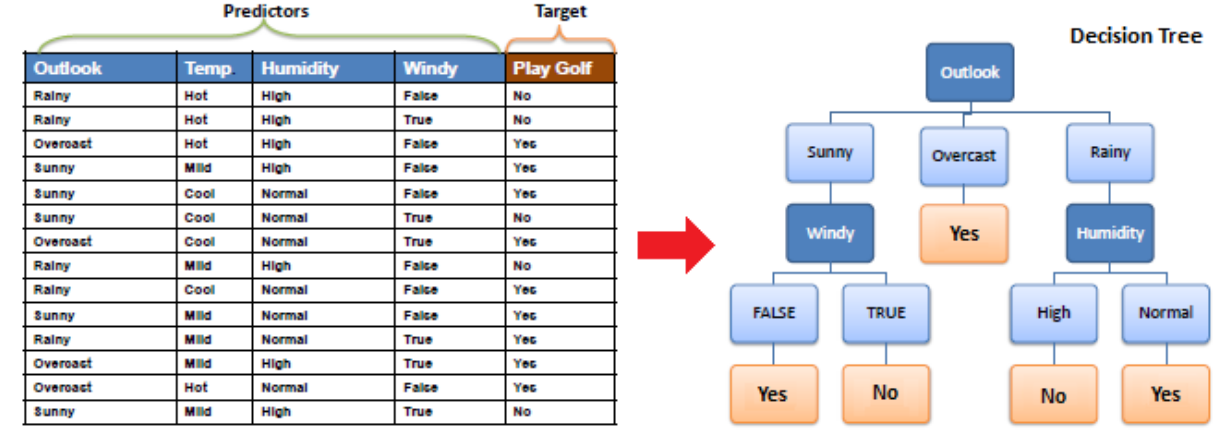 Predictors Target
Outlook Temp. Humidity Windy Play Golf
Rainy Hot High False No
Rainy Hot High True No
Overcast Hot High False Yes
Sunny Mild High False Yes
Sunny Cool Normal False Yes
Sunny Cool Normal True No
Overcast Cool Normal True Yes
Rainy Mild High False No
Rainy Cool Normal False Yes
Sunny Mild Normal False Yes
Rainy Mild Normal True Yes
Overcast Mild High True Yes
Overcast Hot Normal False Yes
Sunny Mild High True No
Decision Tree
Outlook
Sunny Overcast Rainy
Windy Yes Humidity
FALSE TRUE High Normal
Yes No No Yes